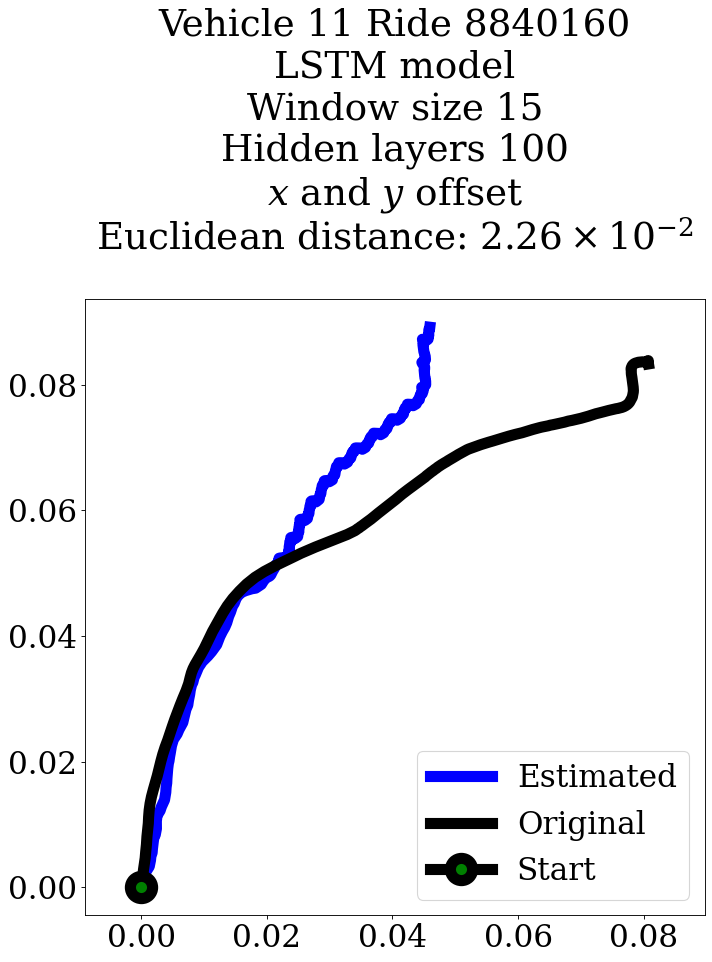 Vehicle 11 Ride 8840160
LSTM model
Window size 15
Hidden layers 100
x and y offset
Euclidean distance: 2.26 × 10⁻²
0.08
0.06
0.04
0.02
0.00
Estimated
Original
Start
0.00 0.02 0.04 0.06 0.08